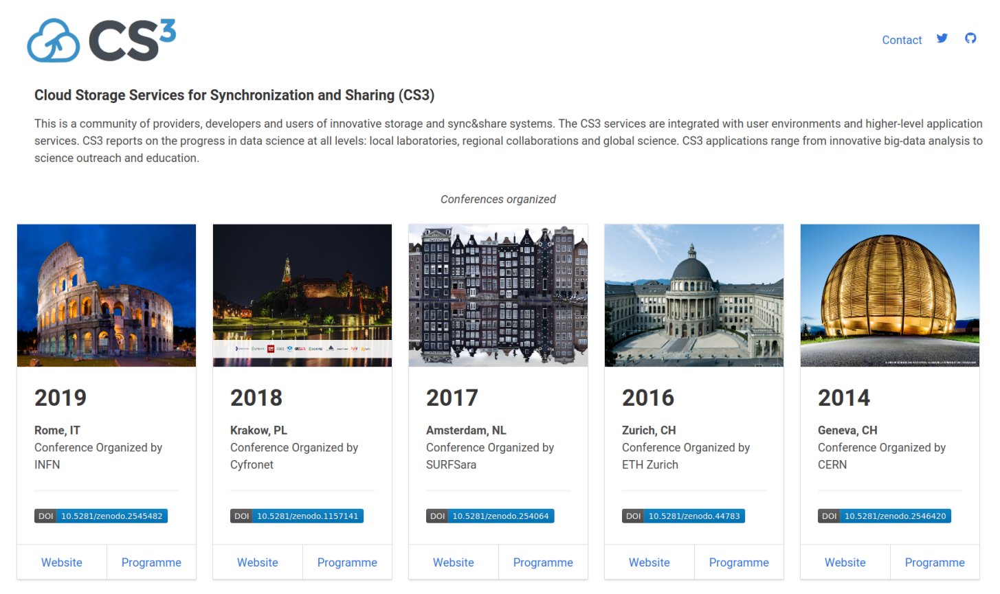 CS3
Contact
Cloud Storage Services for Synchronization and Sharing (CS3)
This is a community of providers, developers and users of innovative storage and sync&share systems. The CS3 services are integrated with user environments and higher-level application
services. CS3 reports on the progress in data science at all levels: local laboratories, regional collaborations and global science. CS3 applications range from innovative big-data analysis to
science outreach and education.
Conferences organized
2019
Rome, IT
Conference Organized by
INFN
DOI 10.5281/zenodo.2545482
Website Programme
2018
Krakow, PL
Conference Organized by
Cyfronet
DOI 10.5281/zenodo.1157141
Website Programme
2017
Amsterdam, NL
Conference Organized by
SURFSara
DOI 10.5281/zenodo.254064
Website Programme
2016
Zurich, CH
Conference Organized by
ETH Zurich
DOI 10.5281/zenodo.44783
Website Programme
2014
Geneva, CH
Conference Organized by
CERN
DOI 10.5281/zenodo.2546420
Website Programme